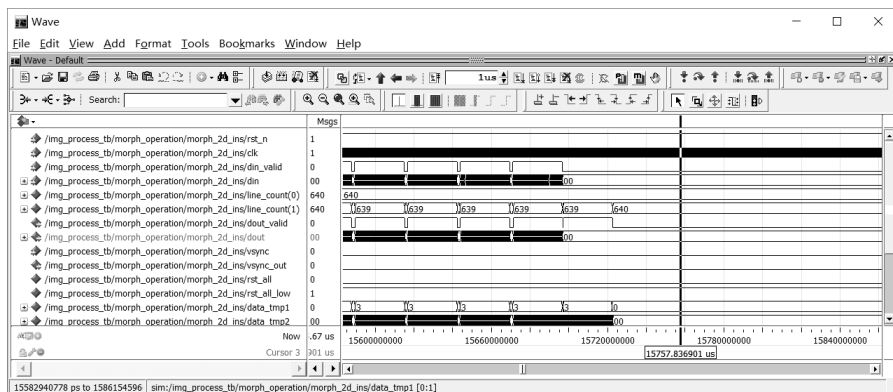 Wave
File Edit View Add Format Tools Bookmarks Window Help
Wave - Default
1us
Search:
Msgs
/img_process_tb/morph_operation/morph_2d_ins/rst_n 1
/img_process_tb/morph_operation/morph_2d_ins/clk 1
/img_process_tb/morph_operation/morph_2d_ins/din_valid 0
/img_process_tb/morph_operation/morph_2d_ins/din 00 00
/img_process_tb/morph_operation/morph_2d_ins/line_count(0) 640 640
/img_process_tb/morph_operation/morph_2d_ins/line_count(1) 640 639 639 639 639 639 640
/img_process_tb/morph_operation/morph_2d_ins/dout_valid 0
/img_process_tb/morph_operation/morph_2d_ins/dout 00 00
/img_process_tb/morph_operation/morph_2d_ins/vsync 0
/img_process_tb/morph_operation/morph_2d_ins/vsync_out 0
/img_process_tb/morph_operation/morph_2d_ins/rst_all 0
/img_process_tb/morph_operation/morph_2d_ins/rst_all_low 1
/img_process_tb/morph_operation/morph_2d_ins/data_tmp1 0 3 3 3 3 3 0
/img_process_tb/morph_operation/morph_2d_ins/data_tmp2 00 00
Now .67 us 15600000000 15660000000 15720000000 15780000000 15840000000
Cursor 3 901 us 15757.836901 us
15582940778 ps to 1586154596 sim:/img_process_tb/morph_operation/morph_2d_ins/data_tmp1 [0:1]